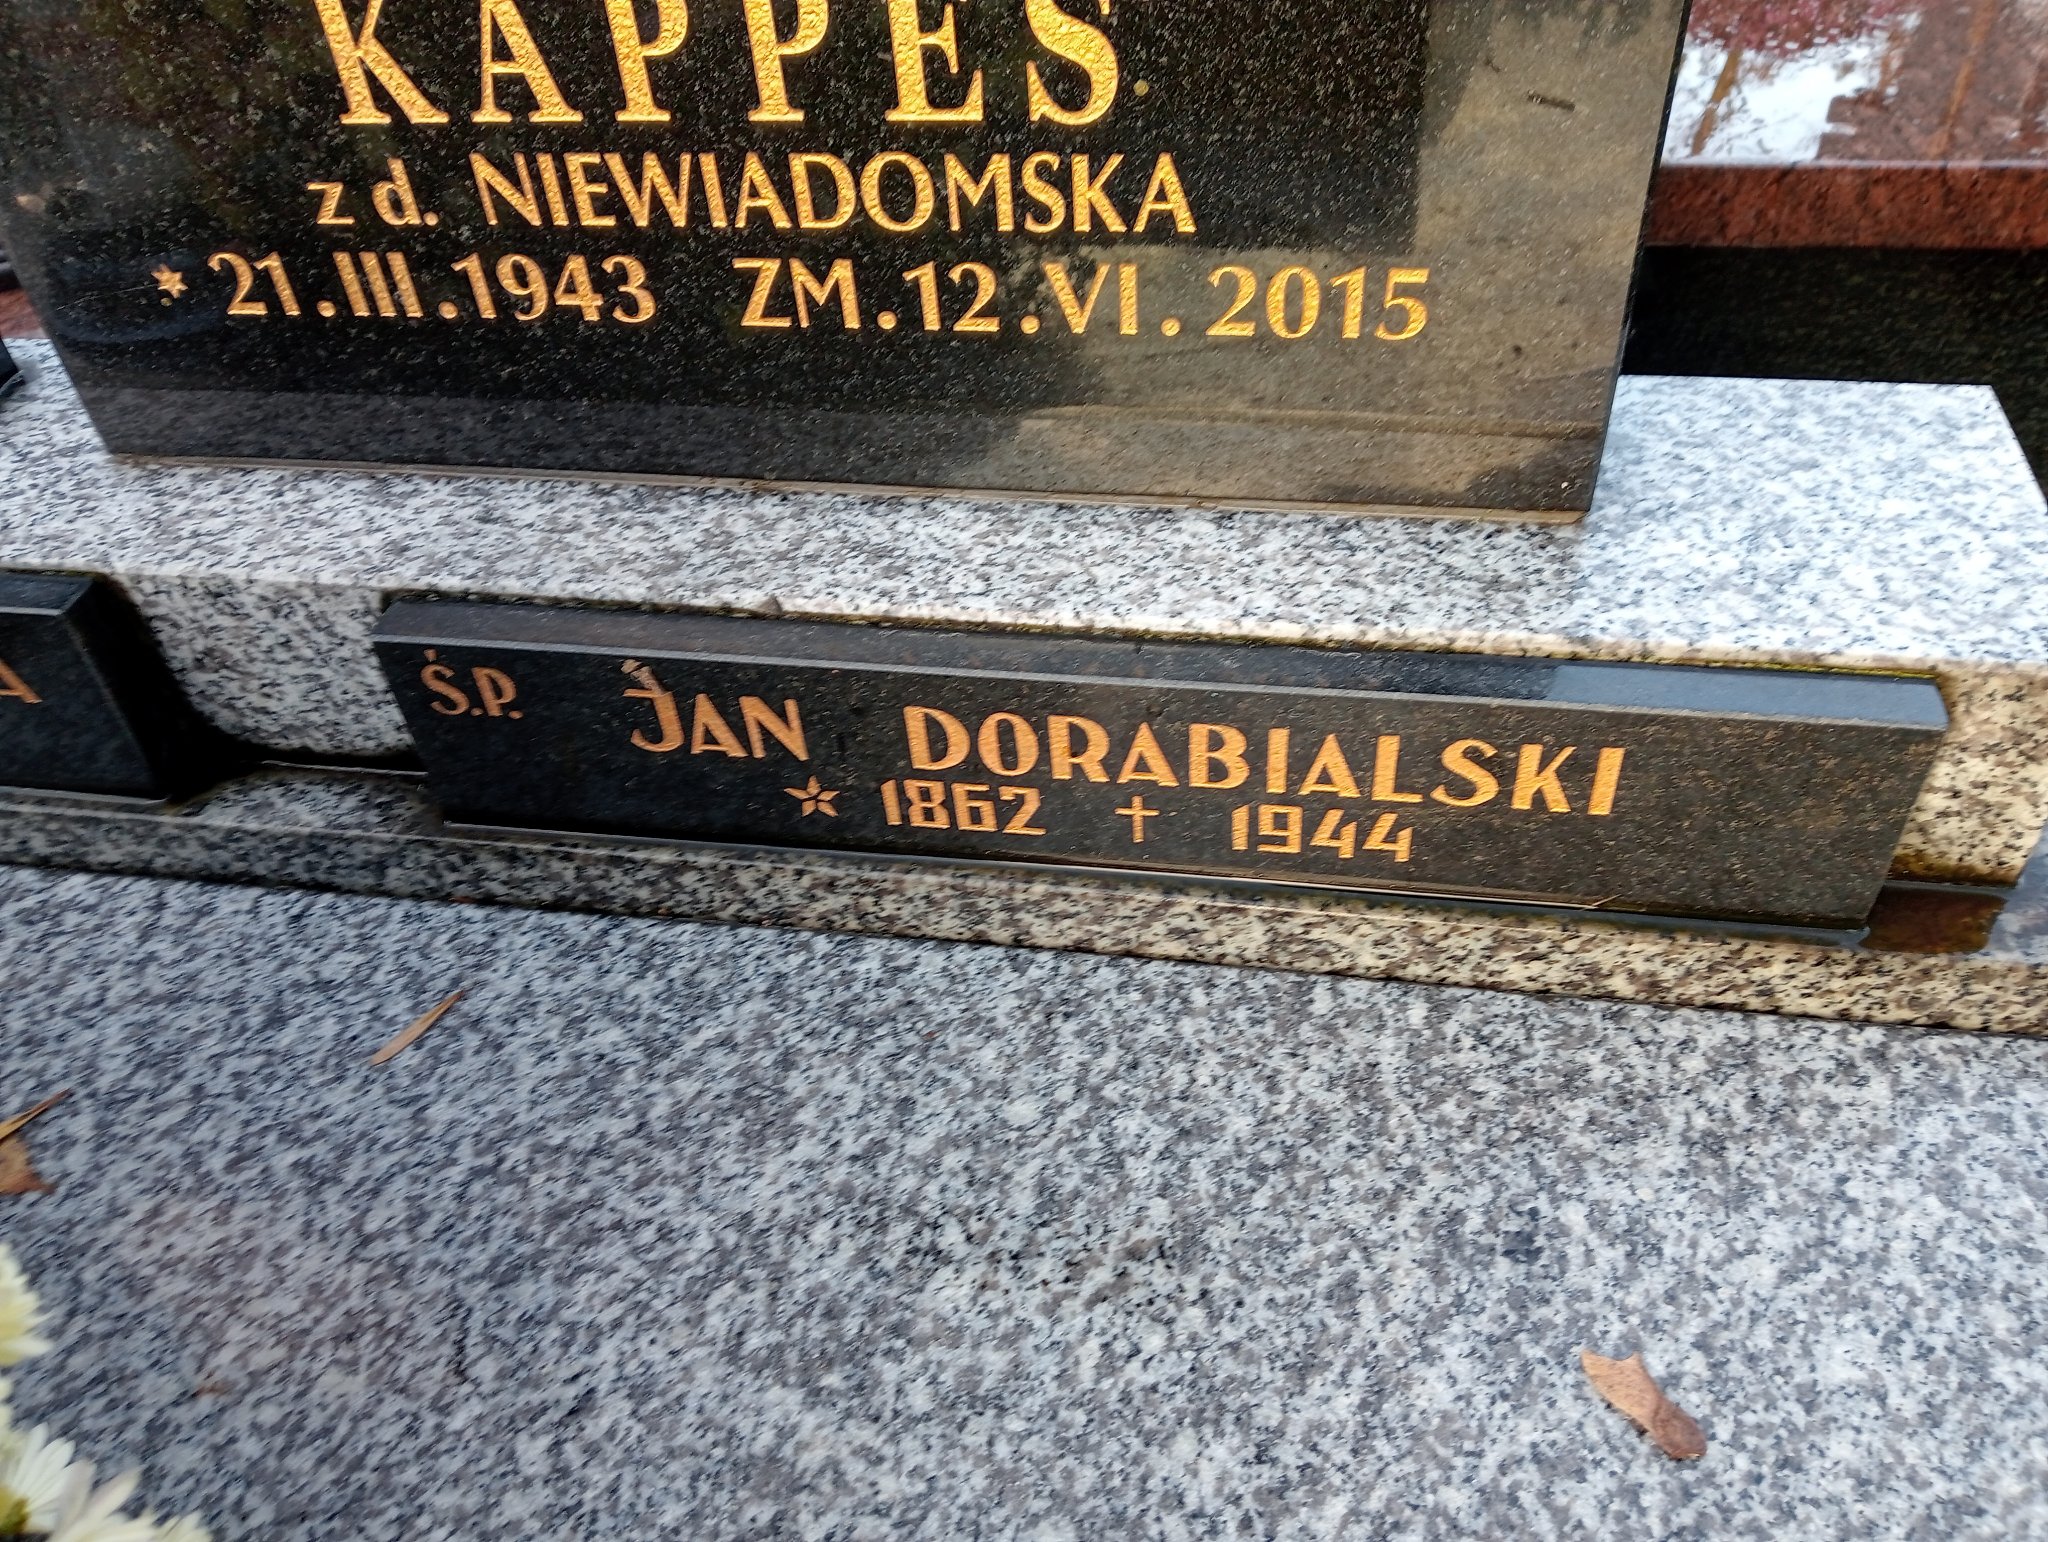 KAPPES
z d. NIEWIADOMSKA
* 21.III.1943 ZM.12.VI.2015
Ś.P. JAN DORABIALSKI
* 1862 † 1944
A